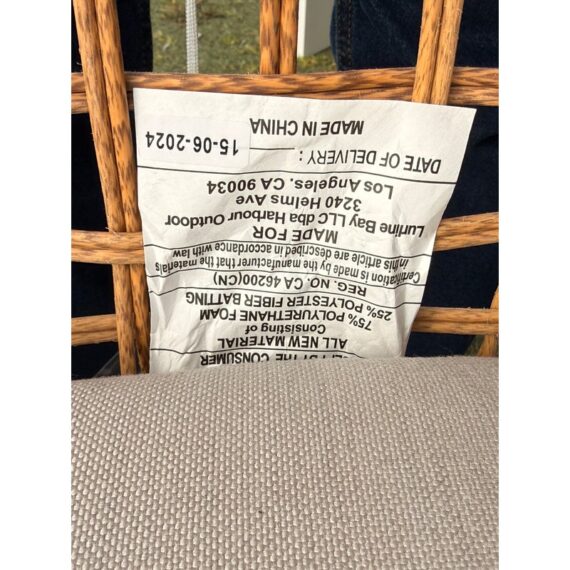 BY THE CONSUMER
ALL NEW MATERIAL
Consisting of
75% POLYURETHANE FOAM
25% POLYESTER FIBER BATTING
REG. NO. CA 46200(CN)
Certification is made by the manufacturer that the materials
in this article are described in accordance with law
MADE FOR
Lurline Bay LLC dba Harbour Outdoor
3240 Helms Ave
Los Angeles, CA 90034
DATE OF DELIVERY : 15-06-2024
MADE IN CHINA